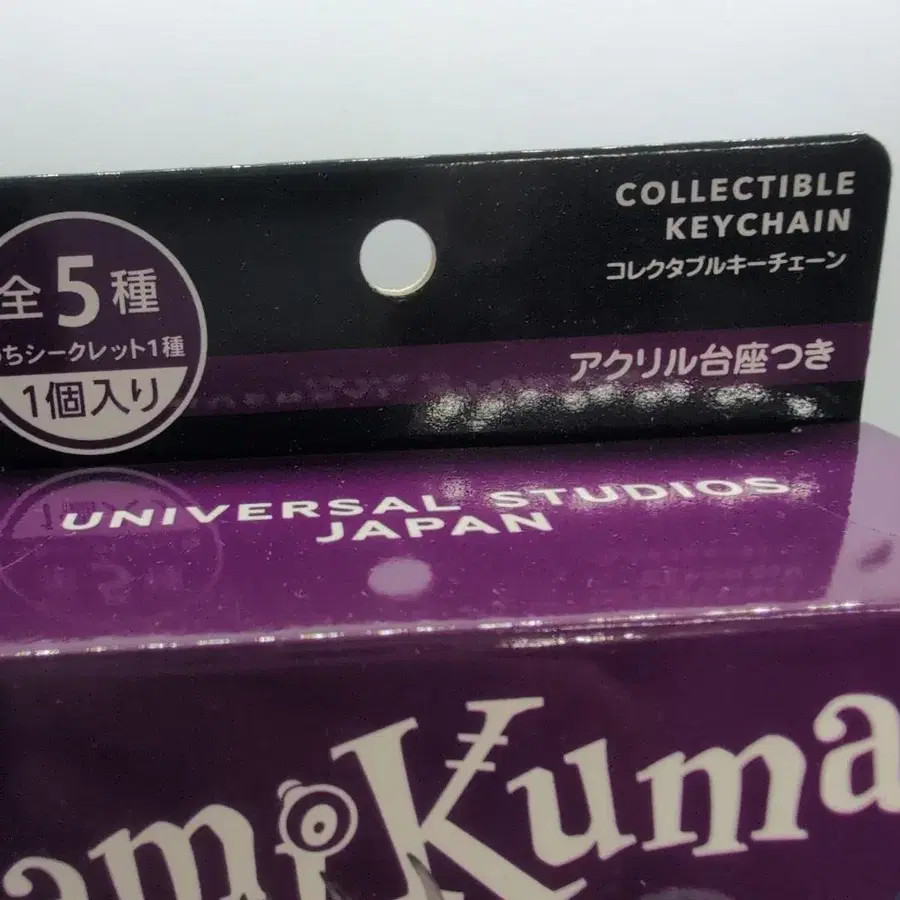 COLLECTIBLE
KEYCHAIN
コレクタブルキーチェーン
全5種
ちシークレット1種
1個入り
アクリル台座つき
UNIVERSAL STUDIOS
JAPAN
amiKuma